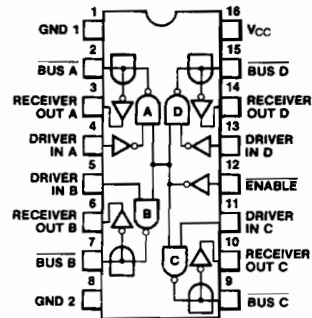 1
16
GND 1
VCC
2
15
BUS A
BUS D
RECEIVER
OUT A
3
14
RECEIVER
OUT D
A
D
DRIVER
IN A
4
13
DRIVER
IN D
DRIVER
IN B
5
12
ENABLE
RECEIVER
OUT B
6
11
DRIVER
IN C
B
BUS B
7
10
RECEIVER
OUT C
C
GND 2
8
9
BUS C